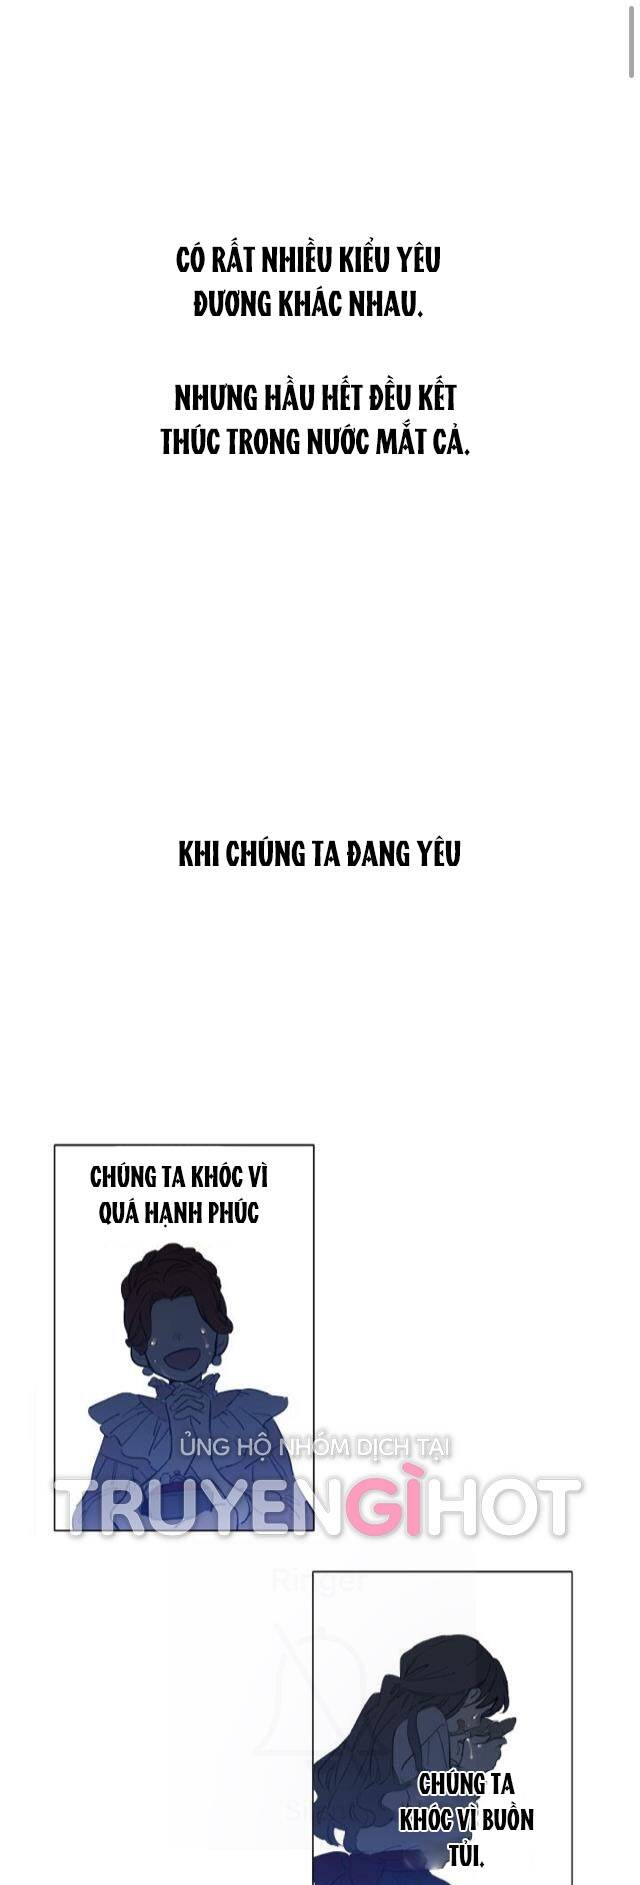 CÓ RẤT NHIỀU KIỂU YÊU
ĐƯƠNG KHÁC NHAU.
NHƯNG HẦU HẾT ĐỀU KẾT
THÚC TRONG NƯỚC MẮT CẢ.
KHI CHÚNG TA ĐANG YÊU
CHÚNG TA KHÓC VÌ
QUÁ HẠNH PHÚC
ỦNG HỘ NHÓM DỊCH TẠI
TRUYENGÌHOT
Ringer
CHÚNG TA
KHÓC VÌ BUỒN
TỦI.